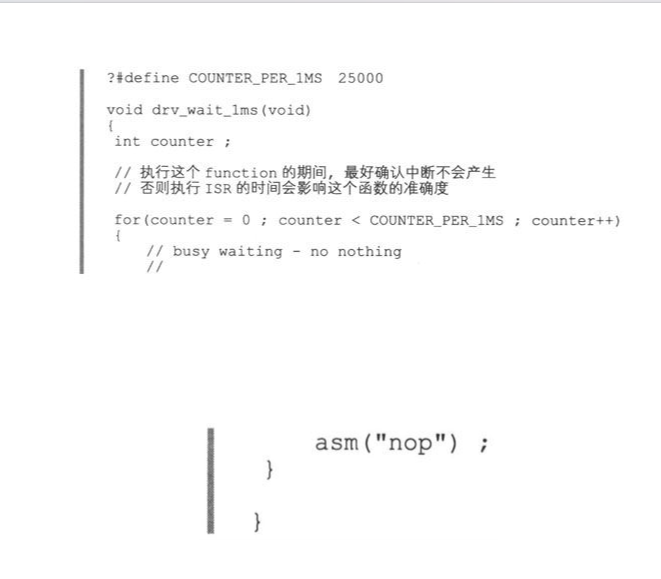 ?#define COUNTER_PER_1MS 25000
void drv_wait_1ms(void)
{
int counter ;
// 执行这个 function 的期间, 最好确认中断不会产生
// 否则执行 ISR 的时间会影响这个函数的准确度
for(counter = 0 ; counter < COUNTER_PER_1MS ; counter++)
{
// busy waiting - no nothing
//
asm("nop") ;
}
}